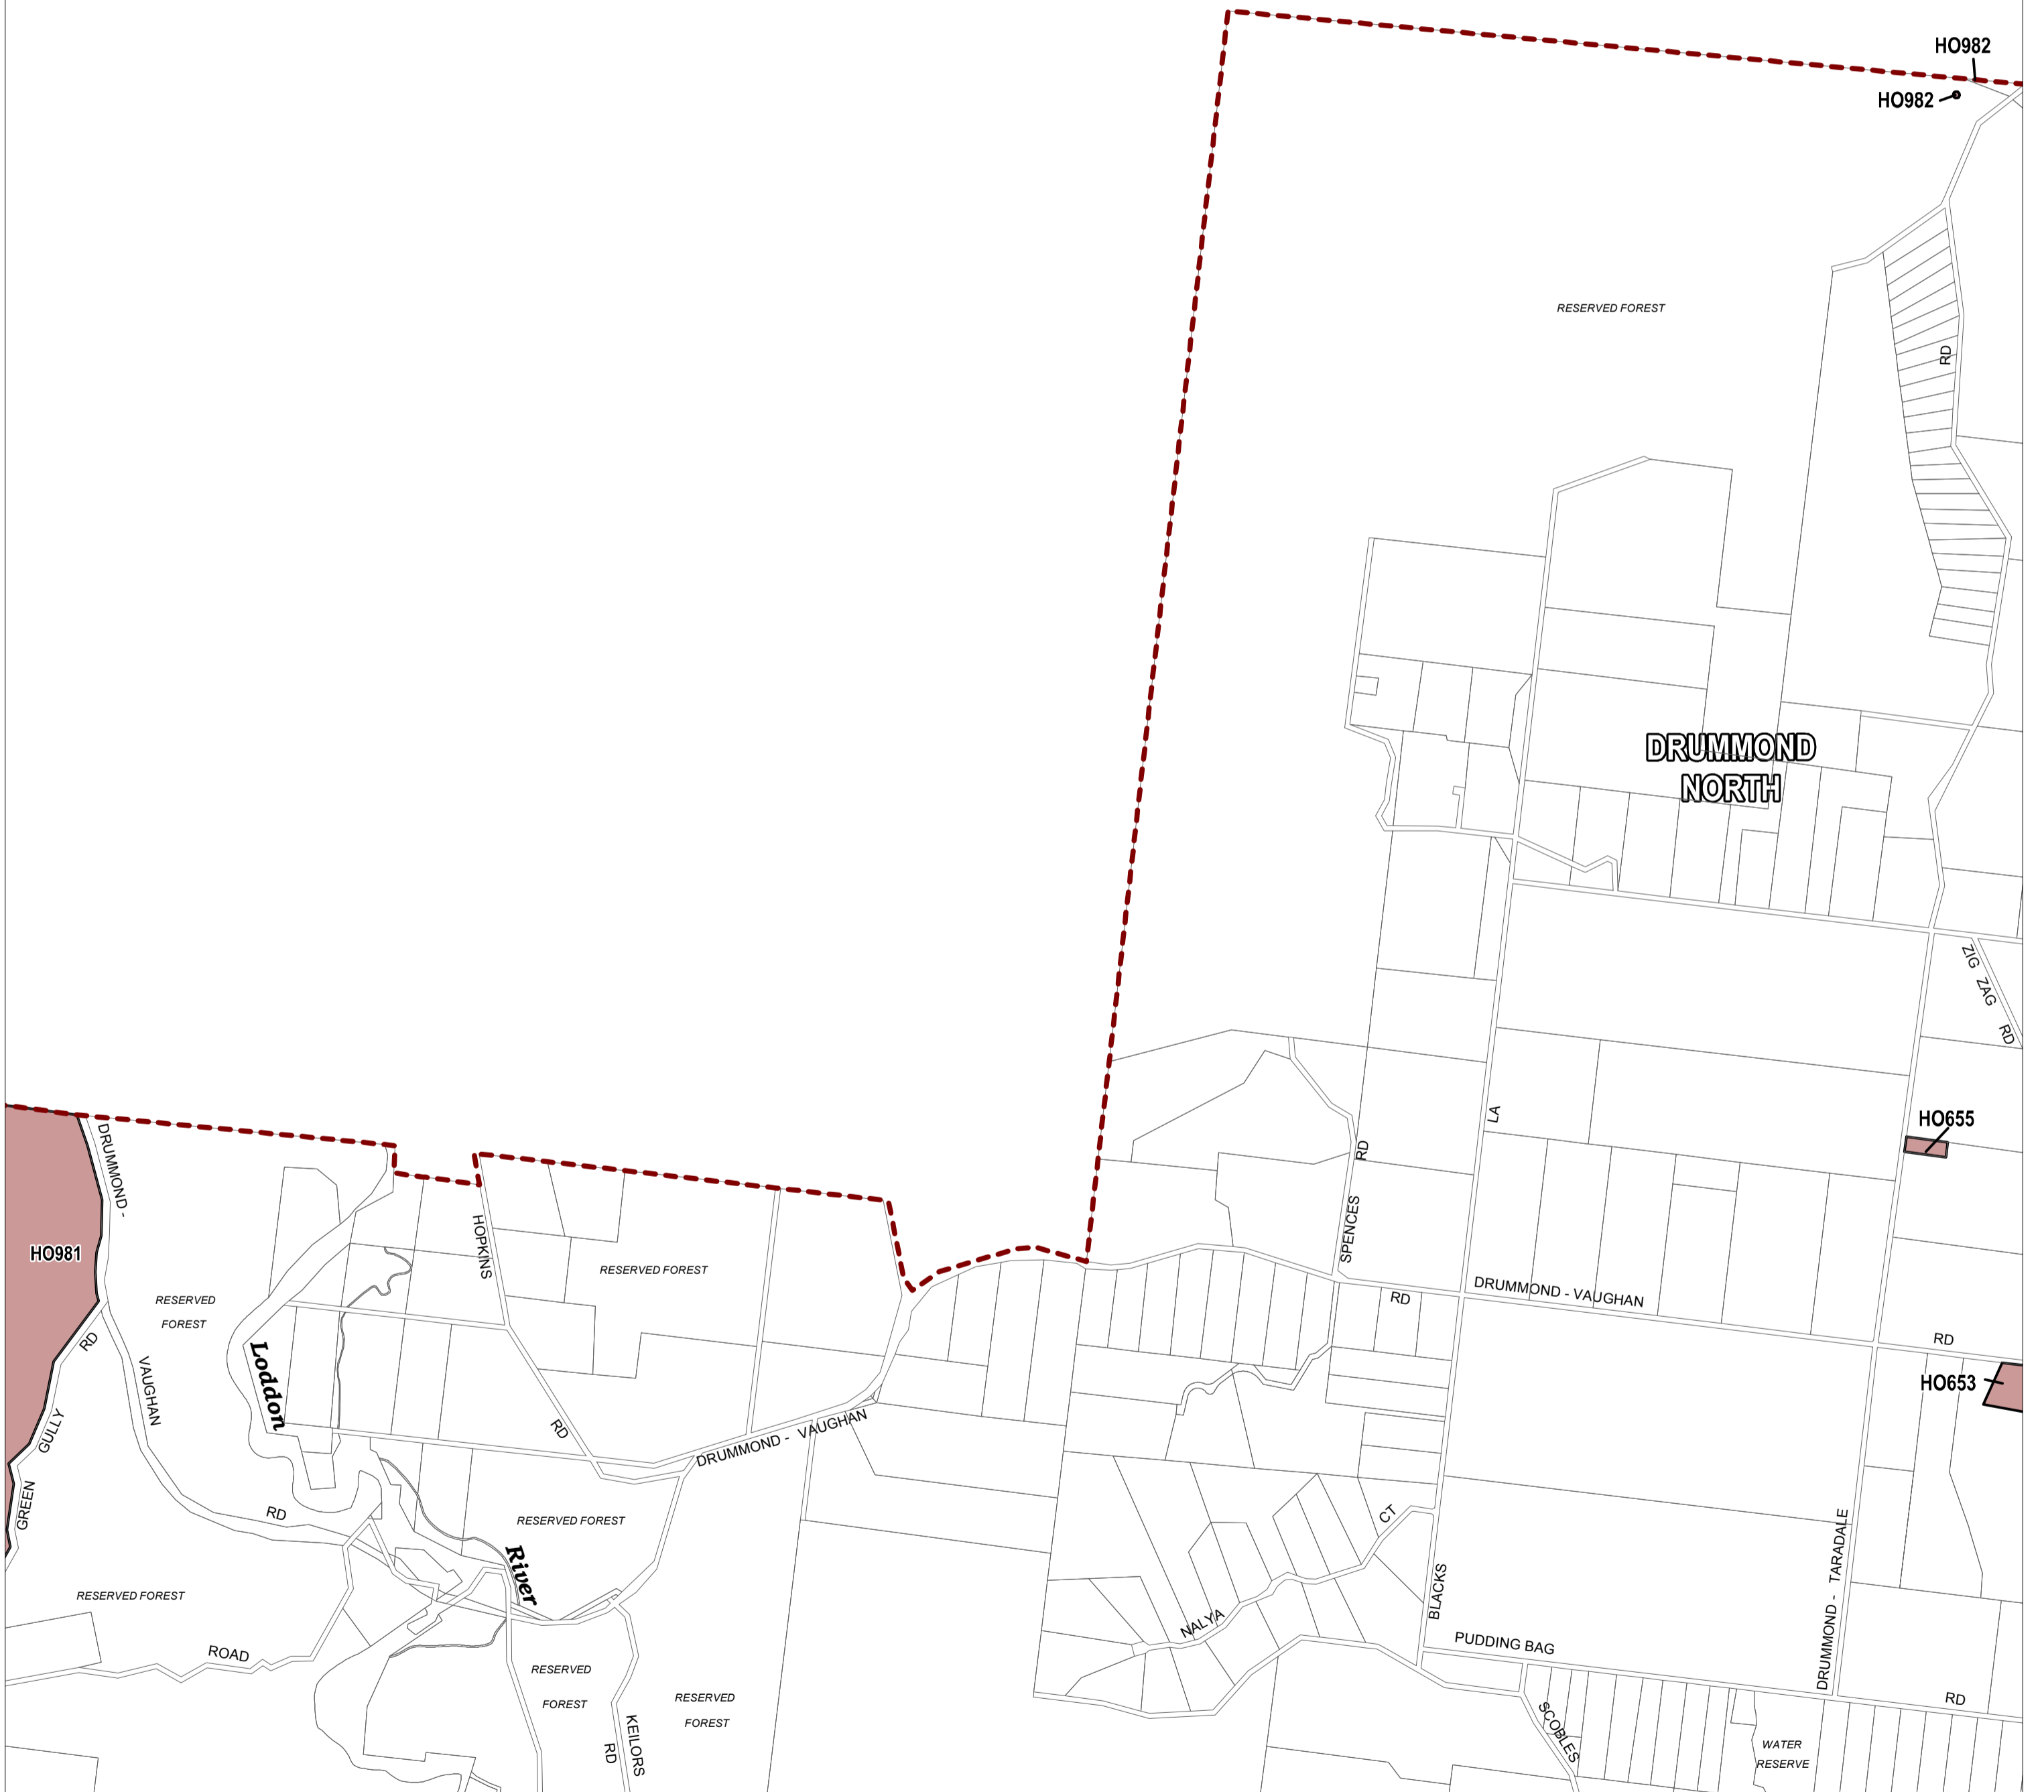 HO982
HO982
RESERVED FOREST
RD
DRUMMOND
NORTH
ZIG ZAG RD
LA
HO655
DRUMMOND -
RD
SPENCES
HOPKINS
HO981
RESERVED FOREST
DRUMMOND - VAUGHAN
RD
RESERVED
FOREST
RD
RD
Loddon
VAUGHAN
HO653
GULLY
RD
DRUMMOND - VAUGHAN
GREEN
RD
CT
RESERVED FOREST
River
DRUMMOND - TARADALE
BLACKS
RESERVED FOREST
NALYA
PUDDING BAG
ROAD
RESERVED
FOREST
RESERVED
FOREST
RD
SCOBLES
KEILORS
RD
WATER
RESERVE